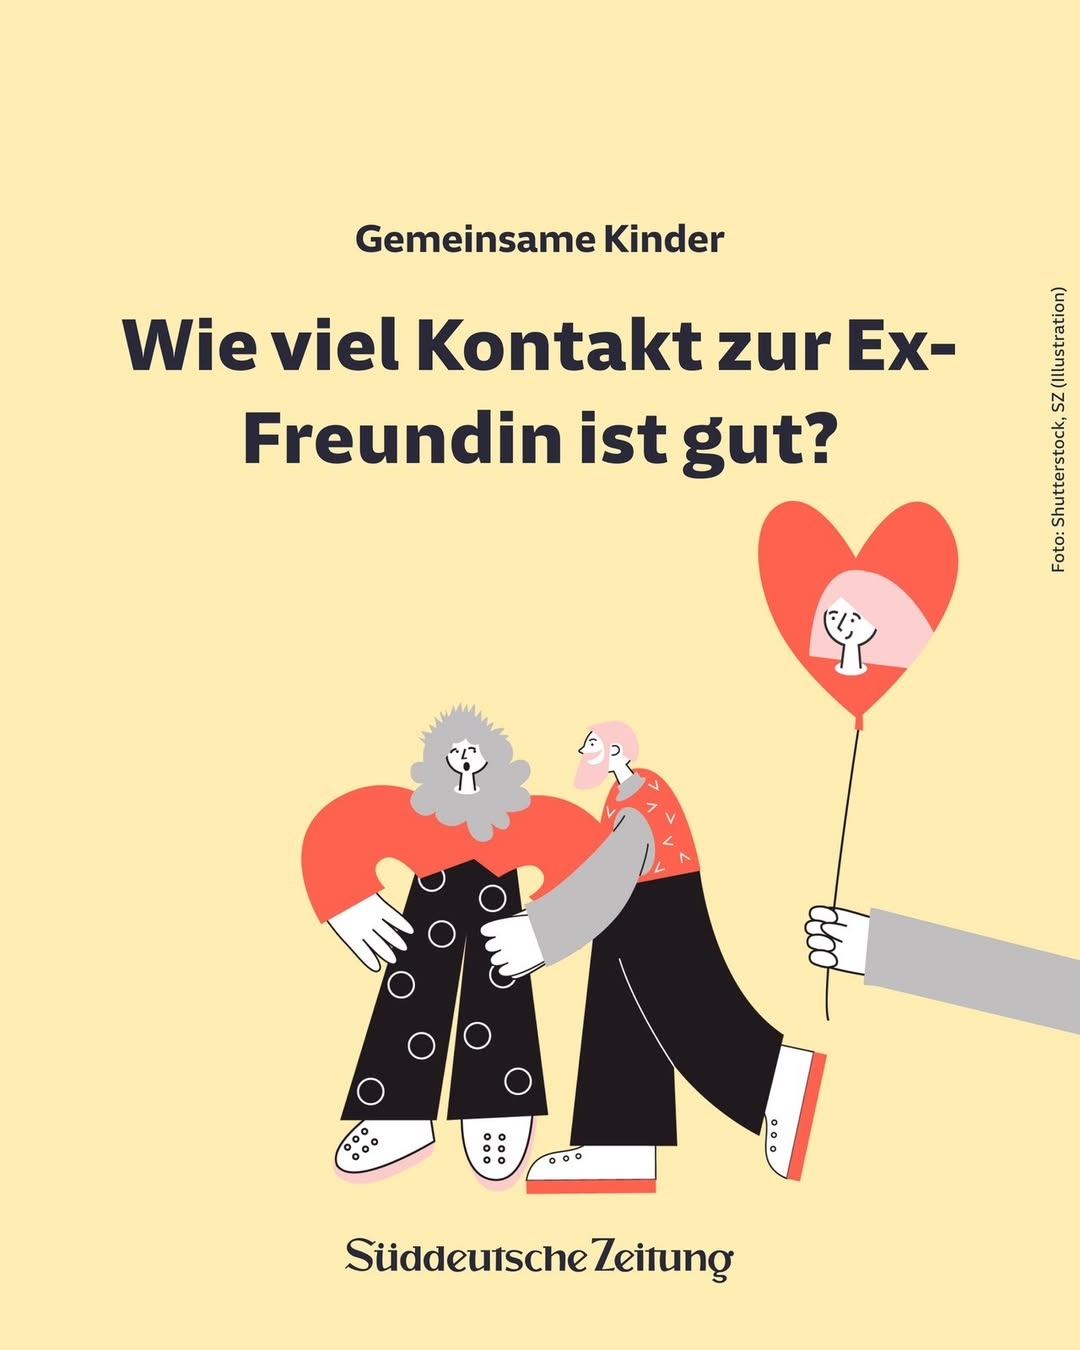 Gemeinsame Kinder
Wie viel Kontakt zur Ex-
Freundin ist gut?
Foto: Shutterstock, SZ (Illustration)
Süddeutsche Zeitung